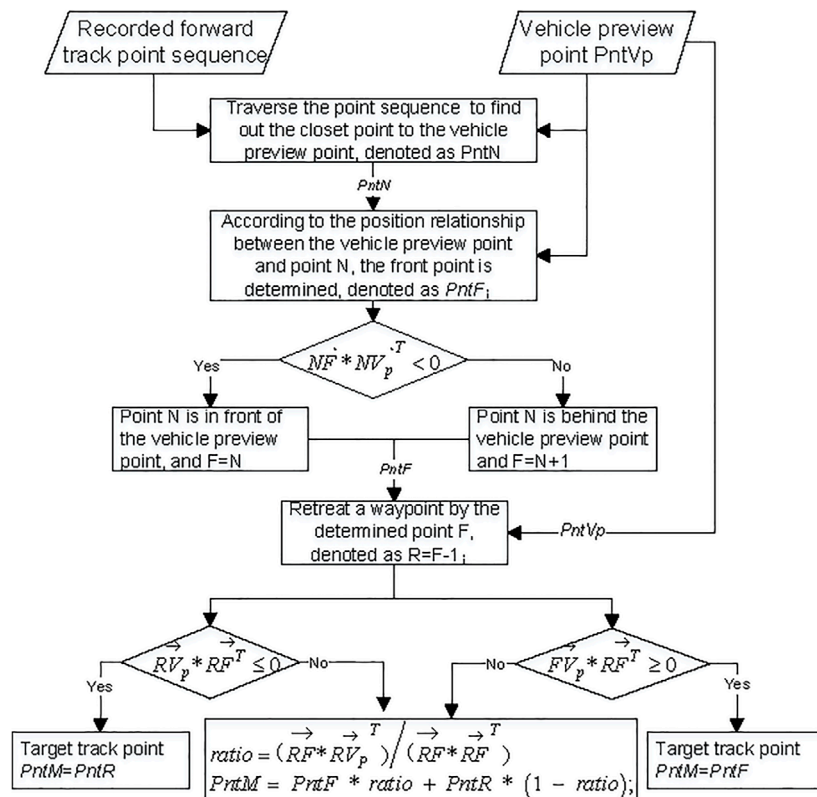 Recorded forward
track point sequence
Vehicle preview
point PntVp
Traverse the point sequence to find
out the closet point to the vehicle
preview point, denoted as PntN
PntN
According to the position relationship
between the vehicle preview point
and point N, the front point is
determined, denoted as PntF;
NF * NV_p^T < 0
Yes
No
Point N is in front of
the vehicle preview
point, and F=N
Point N is behind the
vehicle preview point
and F=N+1
PntF
Retreat a waypoint by the
determined point F,
denoted as R=F-1;
PntVp
RV_p * RF^T ≤ 0
No
Yes
FV_p * RF^T ≥ 0
No
Yes
Target track point
PntM=PntR
ratio = (RF * RV_p^T) / (RF * RF^T)
PntM = PntF * ratio + PntR * (1 - ratio);
Target track point
PntM=PntF